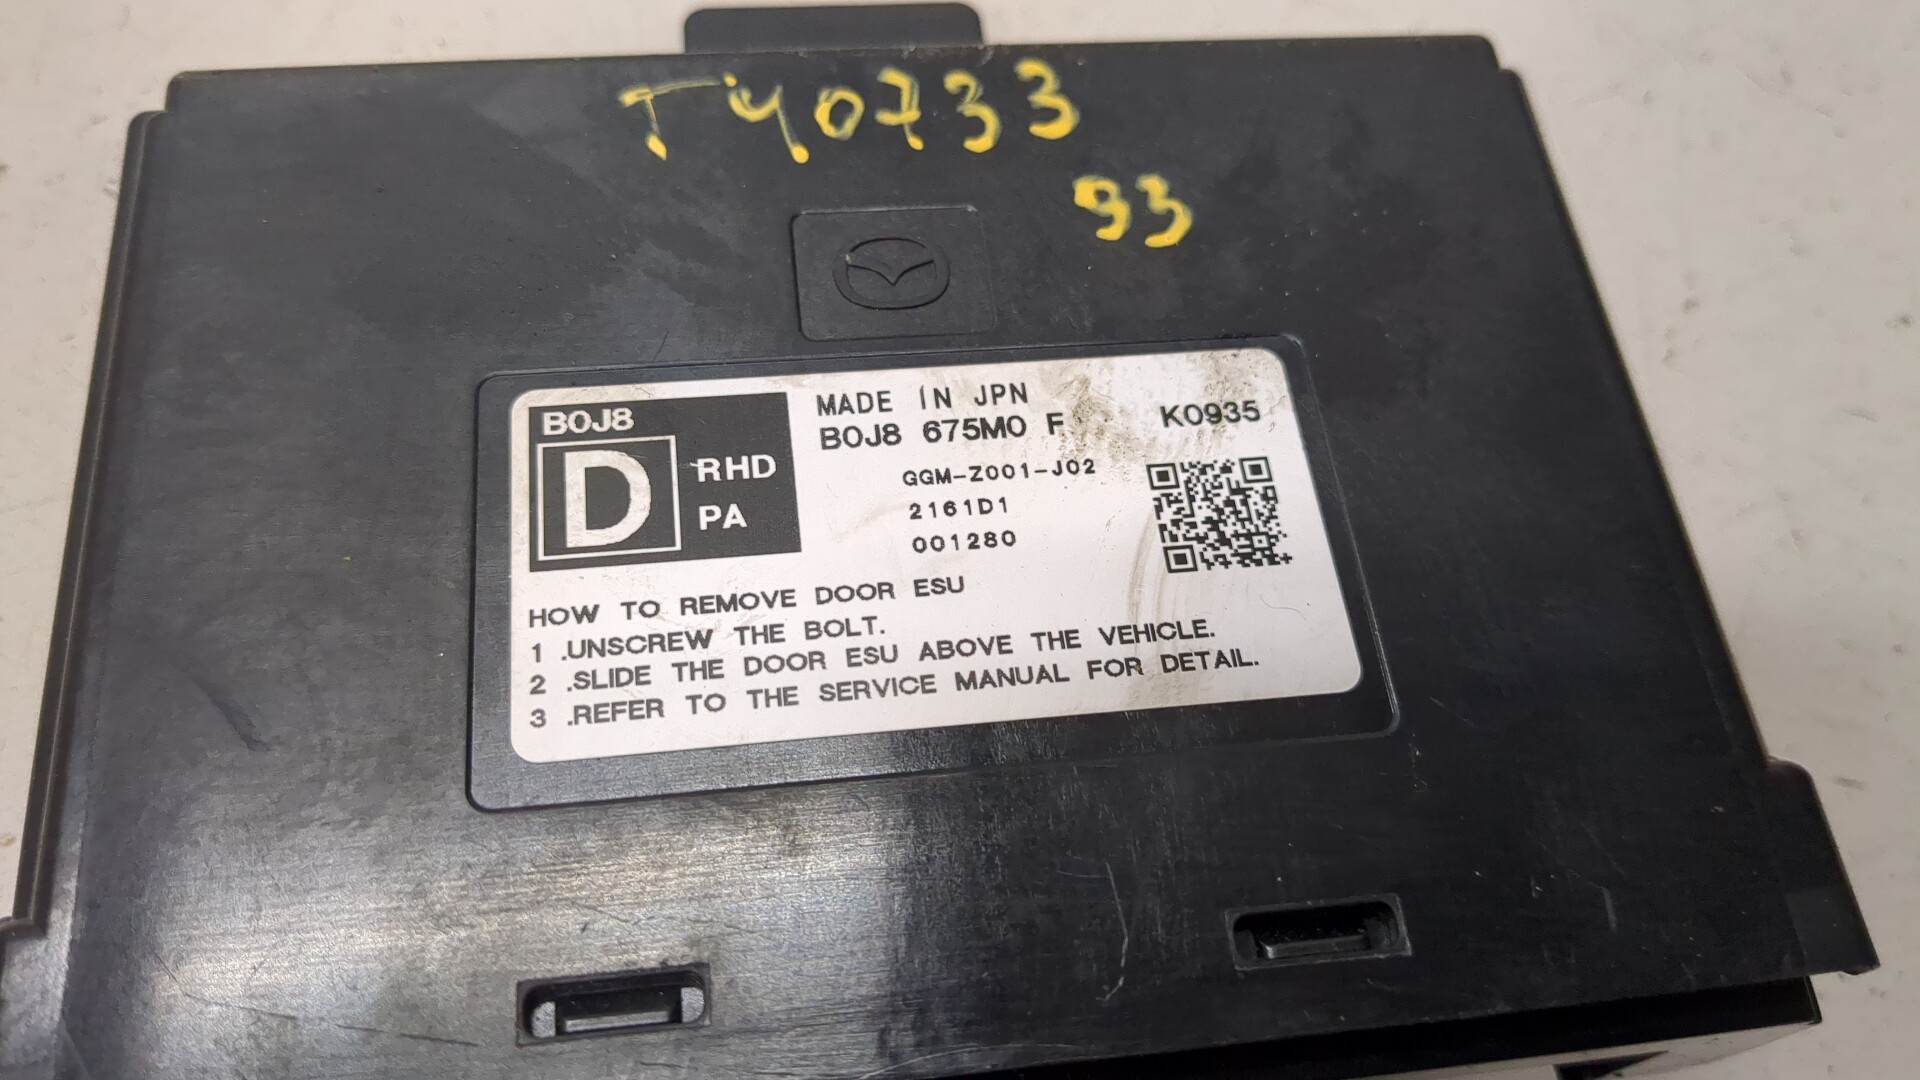 T40733
93
B0J8
D
RHD
PA
MADE IN JPN
B0J8 675M0 F
K0935
GGM-Z001-J02
2161D1
001280
HOW TO REMOVE DOOR ESU
1 .UNSCREW THE BOLT.
2 .SLIDE THE DOOR ESU ABOVE THE VEHICLE.
3 .REFER TO THE SERVICE MANUAL FOR DETAIL.